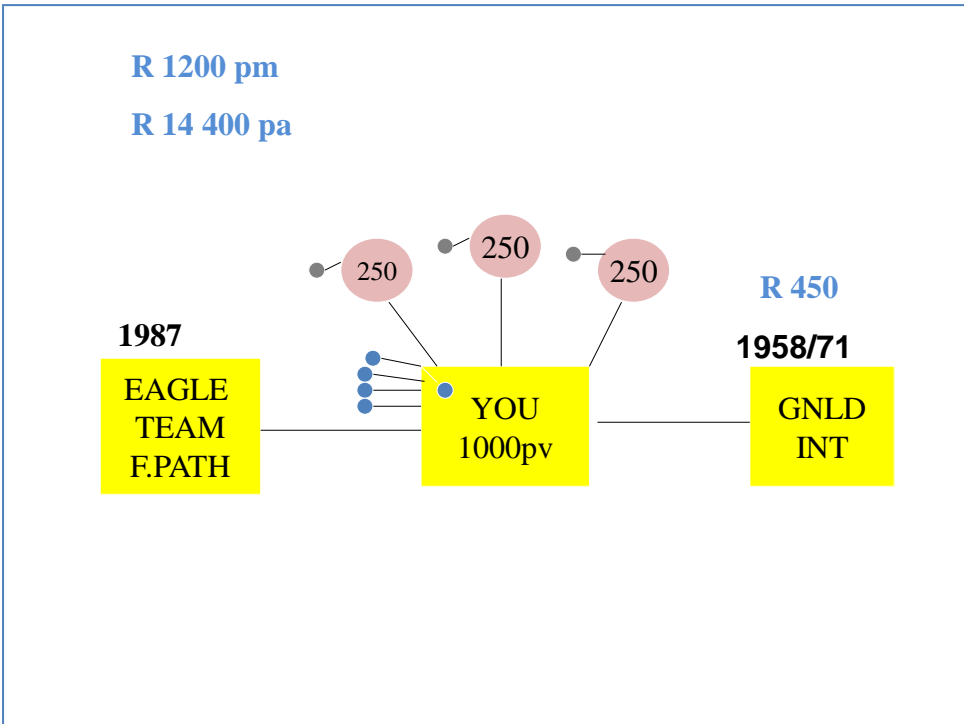 R 1200 pm
R 14 400 pa
250
250
250
R 450
1987
1958/71
EAGLE
TEAM
F.PATH
YOU
1000pv
GNLD
INT